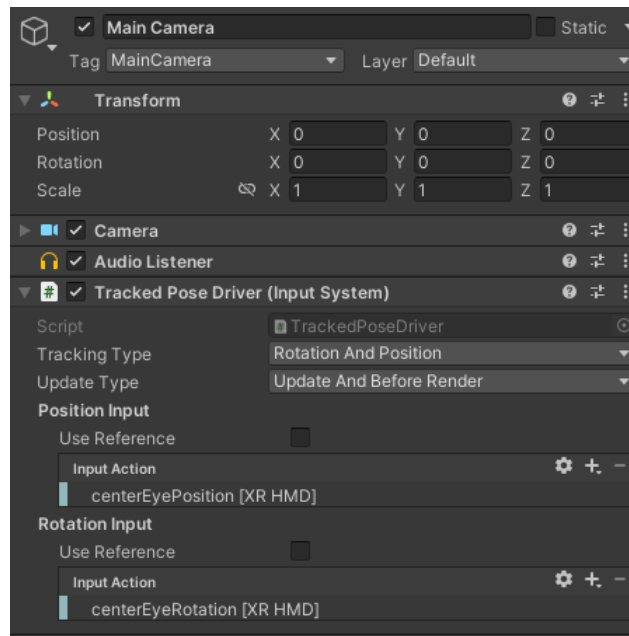 Main Camera Static
Tag MainCamera Layer Default
Transform
Position X 0 Y 0 Z 0
Rotation X 0 Y 0 Z 0
Scale X 1 Y 1 Z 1
Camera
Audio Listener
# Tracked Pose Driver (Input System)
Script # TrackedPoseDriver
Tracking Type Rotation And Position
Update Type Update And Before Render
Position Input
Use Reference
Input Action
centerEyePosition [XR HMD]
Rotation Input
Use Reference
Input Action
centerEyeRotation [XR HMD]